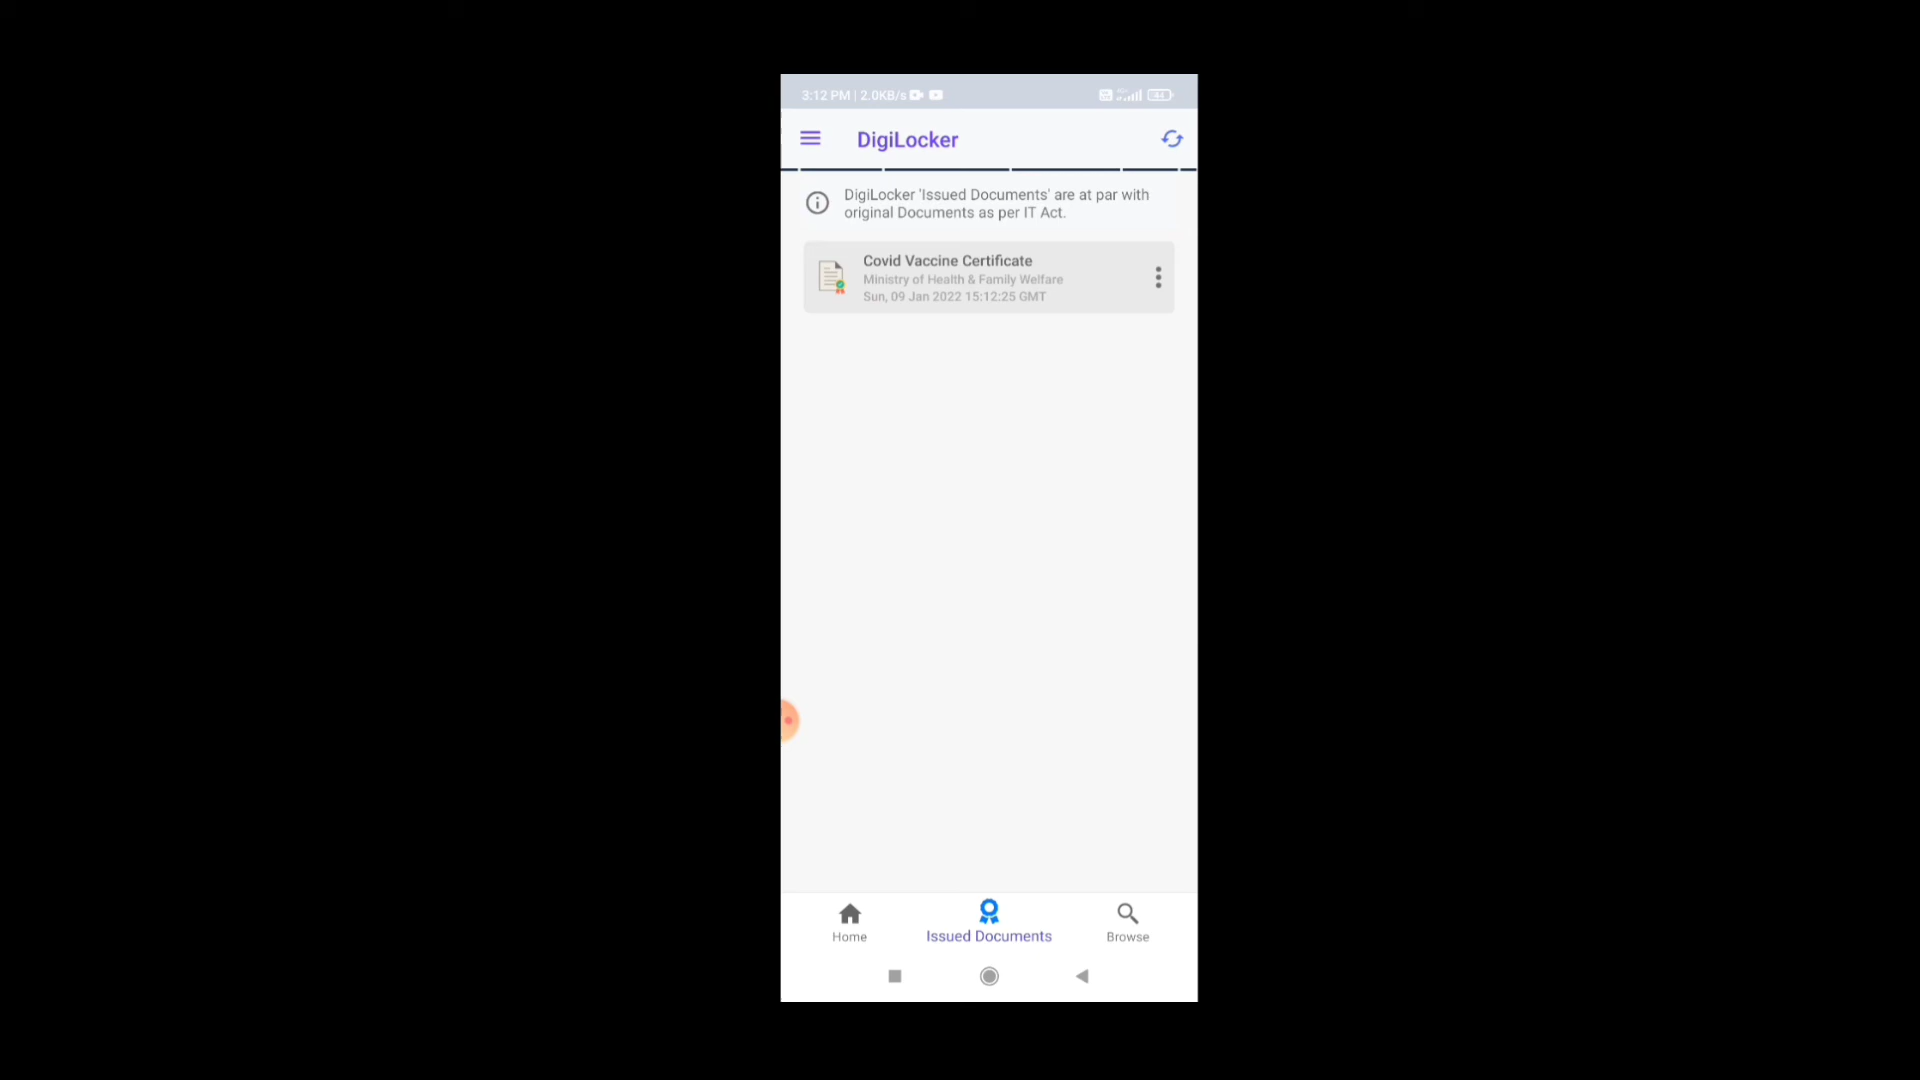 3:12 PM | 2.0KB/s
44
DigiLocker
DigiLocker 'Issued Documents' are at par with
original Documents as per IT Act.
Covid Vaccine Certificate
Ministry of Health & Family Welfare
Sun, 09 Jan 2022 15:12:25 GMT
Home
Issued Documents
Browse